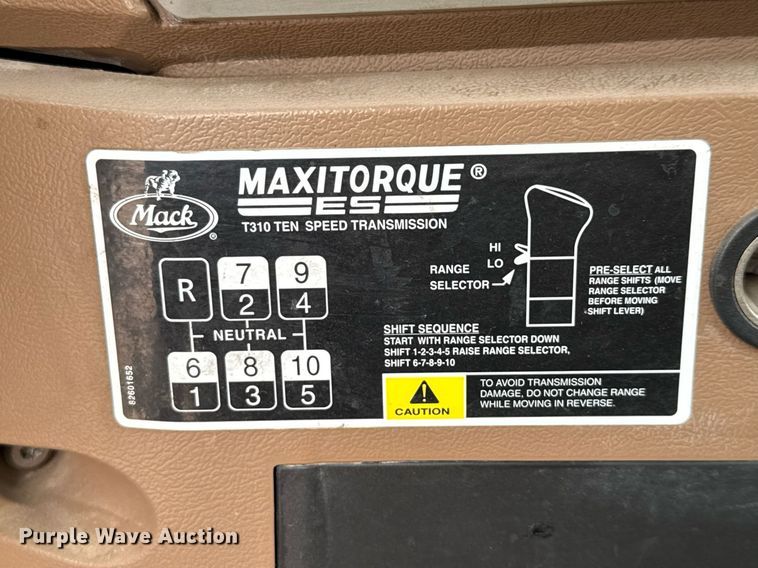 Mack®
MAXITORQUE®
ES
T310 TEN SPEED TRANSMISSION
R 7 9
2 4
NEUTRAL
6 8 10
1 3 5
82601652
HI
LO
RANGE
SELECTOR
PRE-SELECT ALL
RANGE SHIFTS (MOVE
RANGE SELECTOR
BEFORE MOVING
SHIFT LEVER)
SHIFT SEQUENCE
START WITH RANGE SELECTOR DOWN
SHIFT 1-2-3-4-5 RAISE RANGE SELECTOR,
SHIFT 6-7-8-9-10
CAUTION
TO AVOID TRANSMISSION
DAMAGE, DO NOT CHANGE RANGE
WHILE MOVING IN REVERSE.
Purple Wave Auction